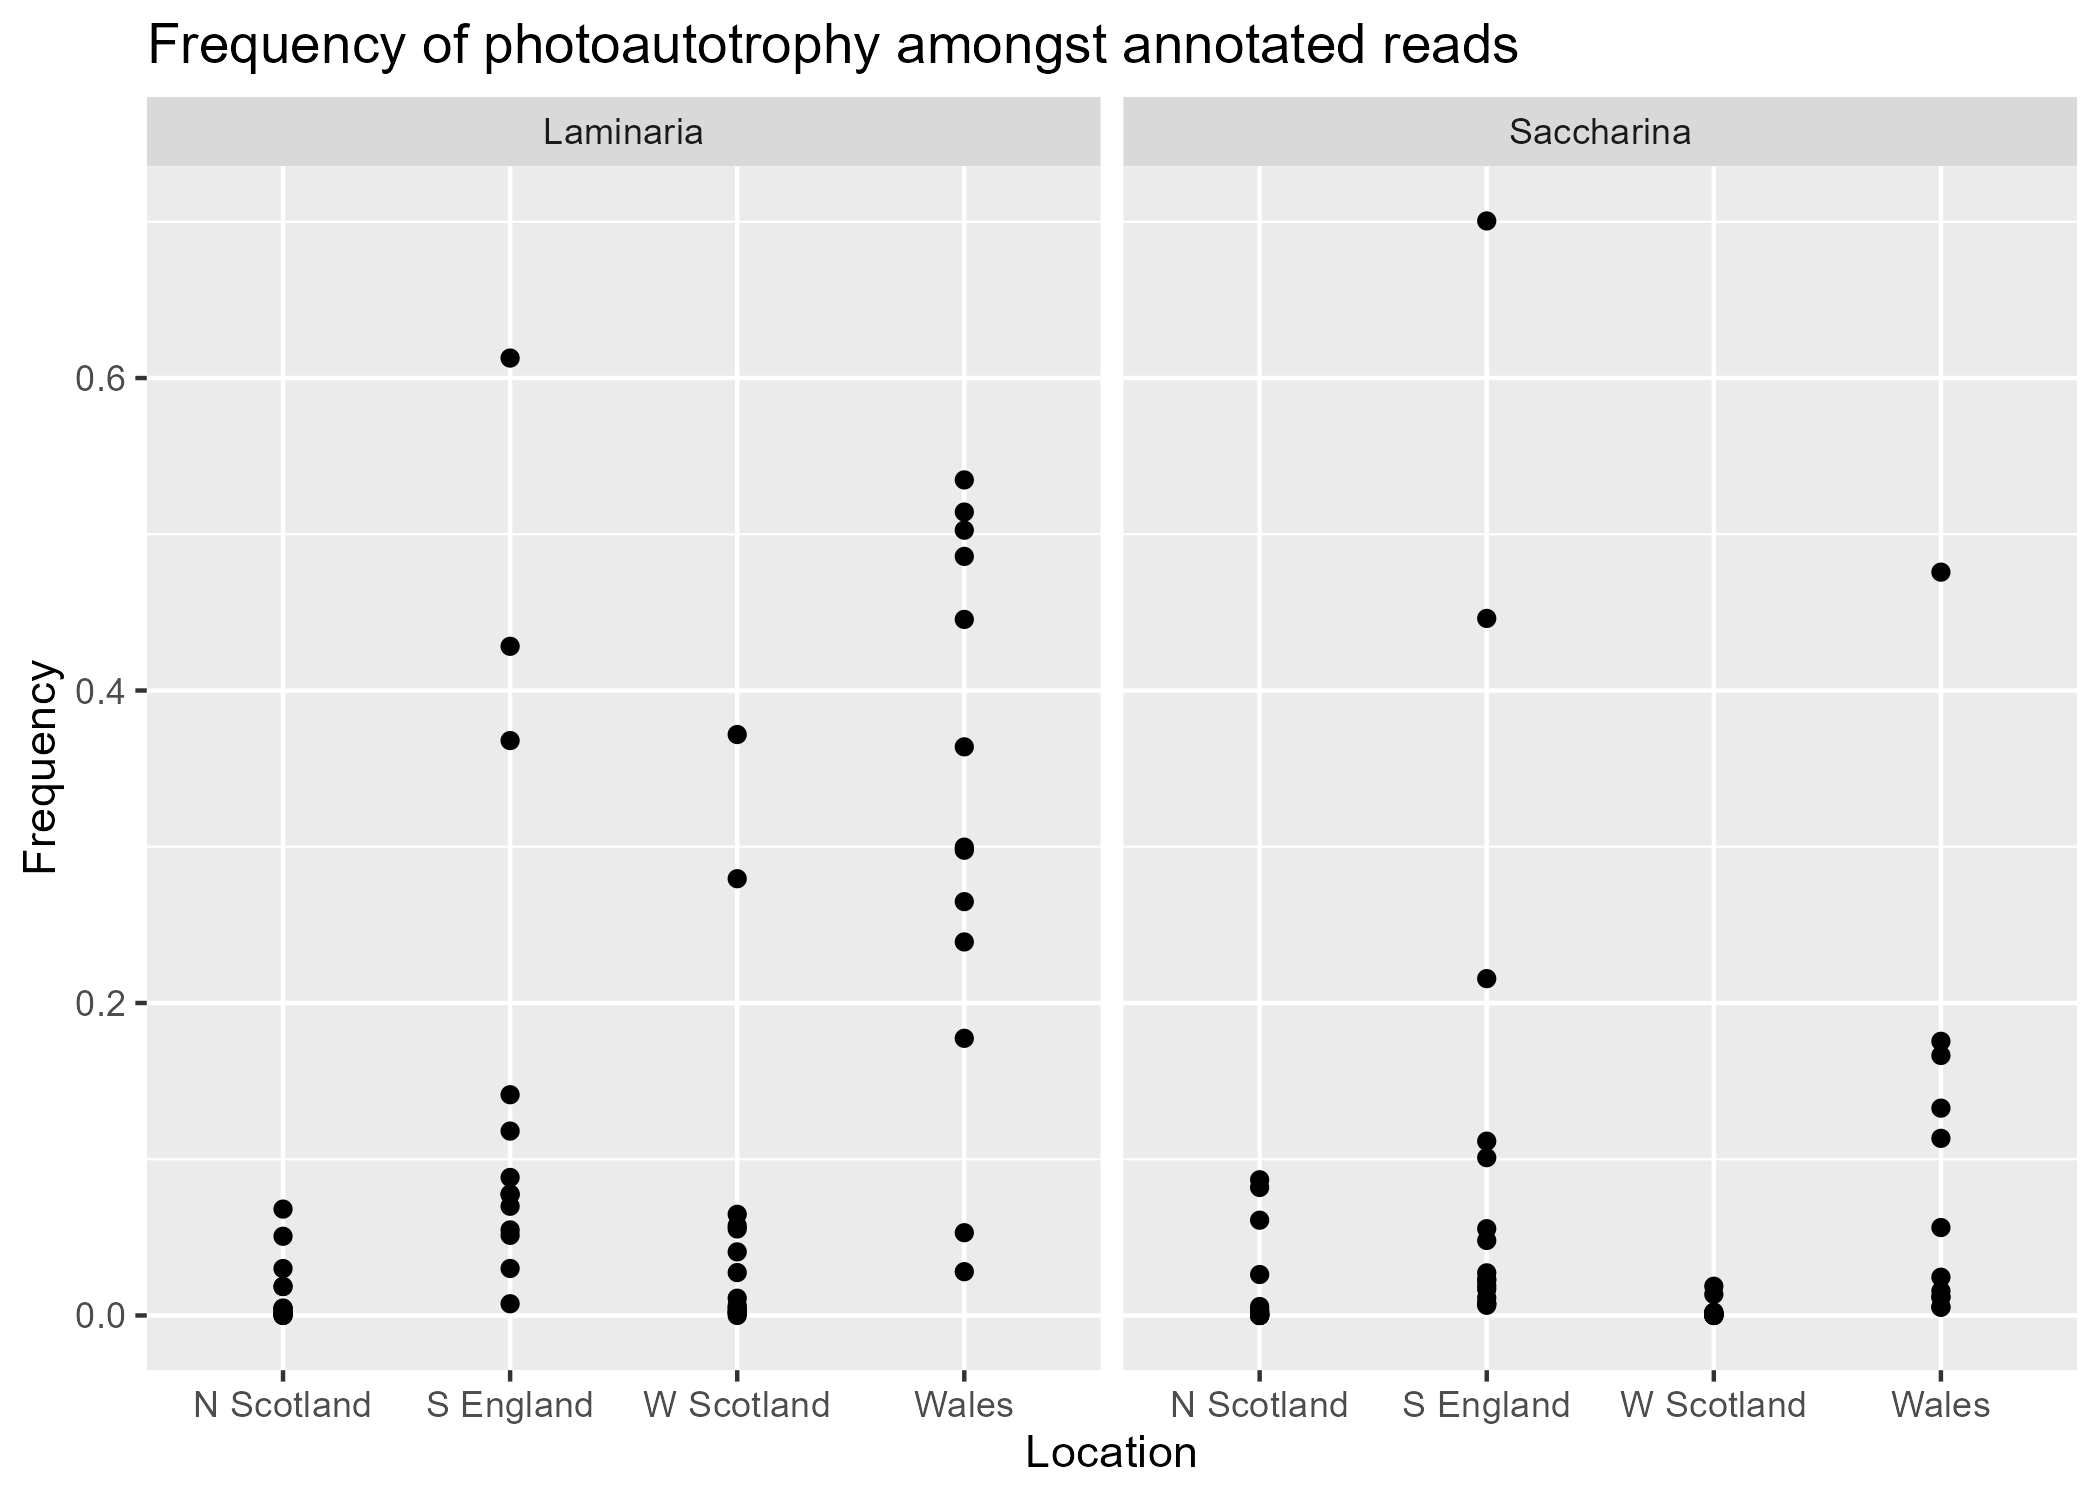 Frequency of photoautotrophy amongst annotated reads
Laminaria
Saccharina
Frequency
0.6
0.4
0.2
0.0
N Scotland S England W Scotland Wales
N Scotland S England W Scotland Wales
Location